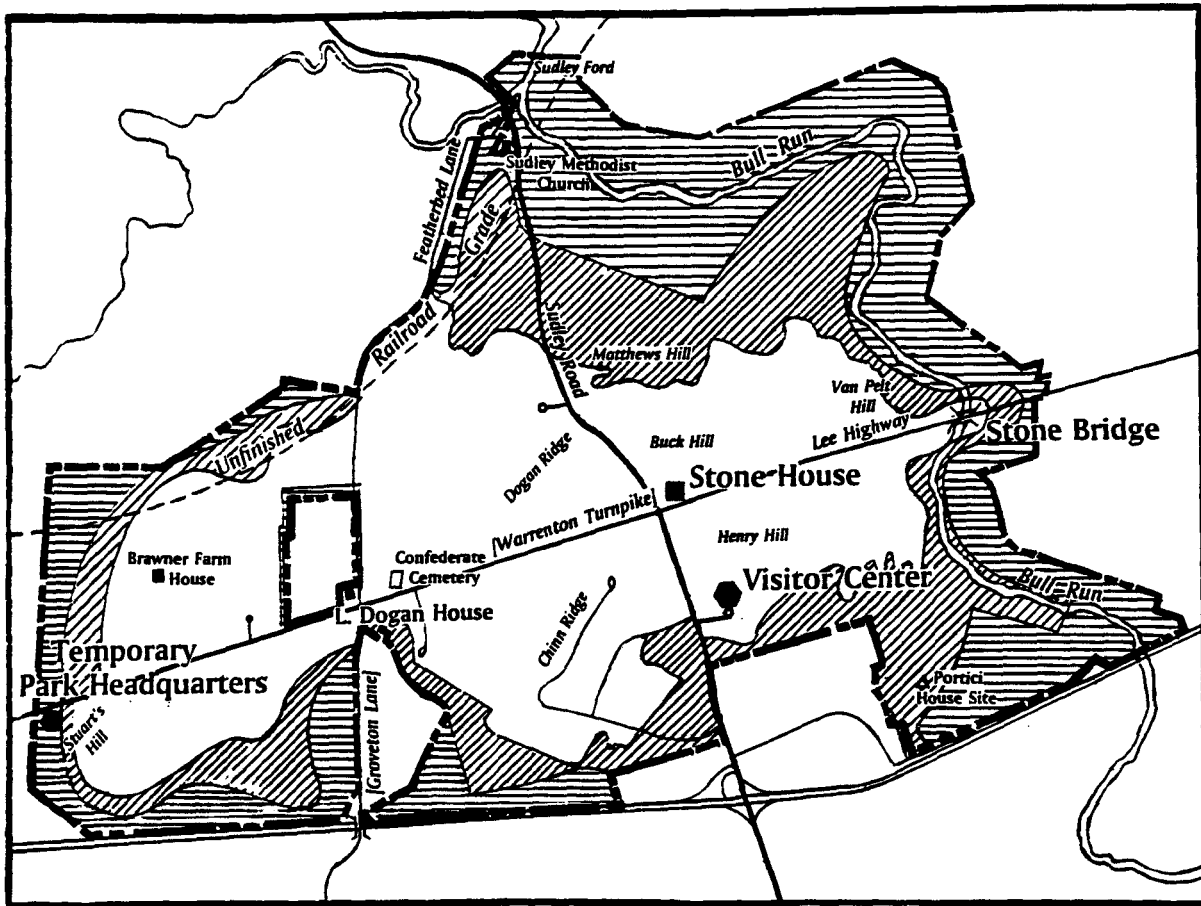 Sudley Ford
Bull Run
Featherbed Lane
Sudley Methodist
Church
Grade
Railroad
Unfinished
Sudley Road
Matthews Hill
Van Pelt
Hill
Lee Highway
Stone Bridge
Buck Hill
Dogan Ridge
Stone House
[Warrenton Turnpike]
Henry Hill
Brawner Farm
House
Confederate
Cemetery
Visitor Center
Bull Run
L. Dogan House
Chinn Ridge
Temporary
Park Headquarters
Portici
House Site
Stuart's
Hill
[Groveton Lane]